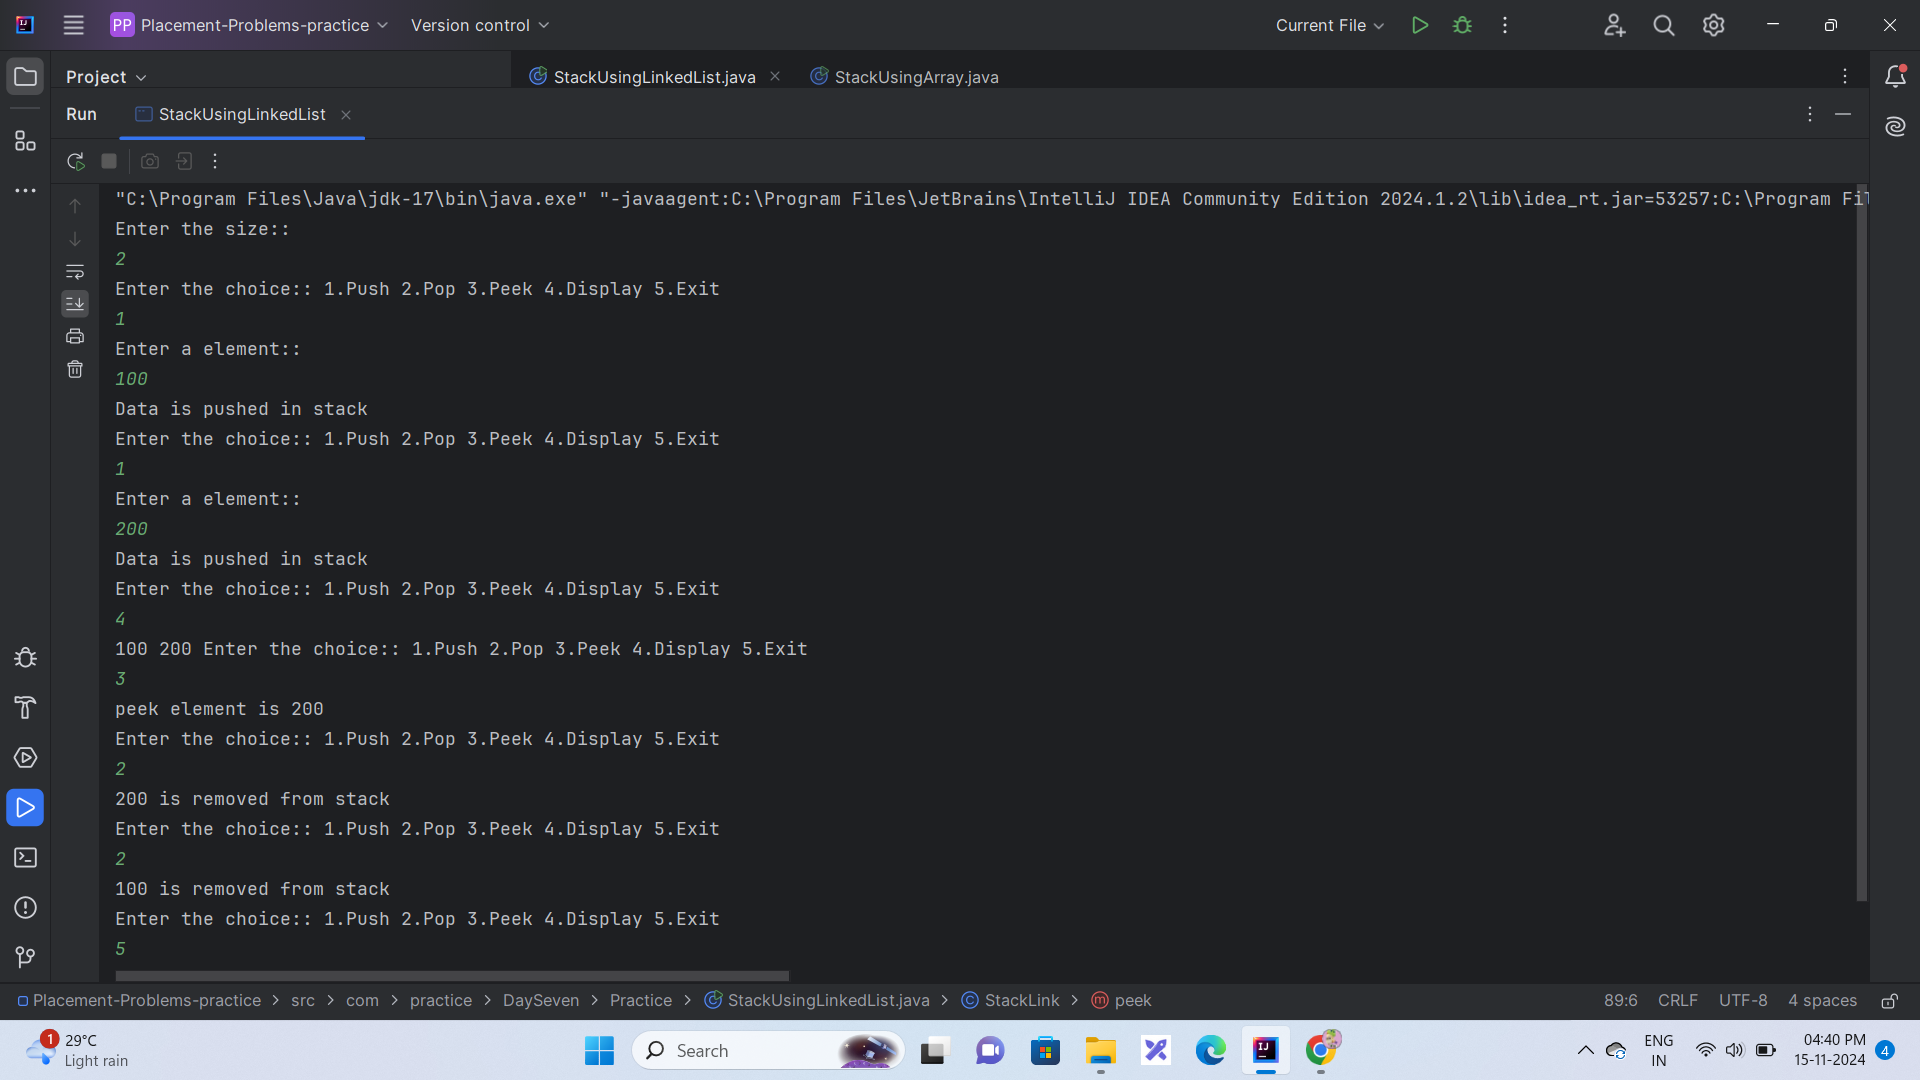 PP Placement-Problems-practice Version control Current File
Project StackUsingLinkedList.java StackUsingArray.java
Run StackUsingLinkedList
"C:\Program Files\Java\jdk-17\bin\java.exe" "-javaagent:C:\Program Files\JetBrains\IntelliJ IDEA Community Edition 2024.1.2\lib\idea_rt.jar=53257:C:\Program Fil
Enter the size::
2
Enter the choice:: 1.Push 2.Pop 3.Peek 4.Display 5.Exit
1
Enter a element::
100
Data is pushed in stack
Enter the choice:: 1.Push 2.Pop 3.Peek 4.Display 5.Exit
1
Enter a element::
200
Data is pushed in stack
Enter the choice:: 1.Push 2.Pop 3.Peek 4.Display 5.Exit
4
100 200 Enter the choice:: 1.Push 2.Pop 3.Peek 4.Display 5.Exit
3
peek element is 200
Enter the choice:: 1.Push 2.Pop 3.Peek 4.Display 5.Exit
2
200 is removed from stack
Enter the choice:: 1.Push 2.Pop 3.Peek 4.Display 5.Exit
2
100 is removed from stack
Enter the choice:: 1.Push 2.Pop 3.Peek 4.Display 5.Exit
5
Placement-Problems-practice > src > com > practice > DaySeven > Practice > StackUsingLinkedList.java > StackLink > peek 89:6 CRLF UTF-8 4 spaces
1 29°C
Light rain
Search
ENG
IN
04:40 PM
15-11-2024
4